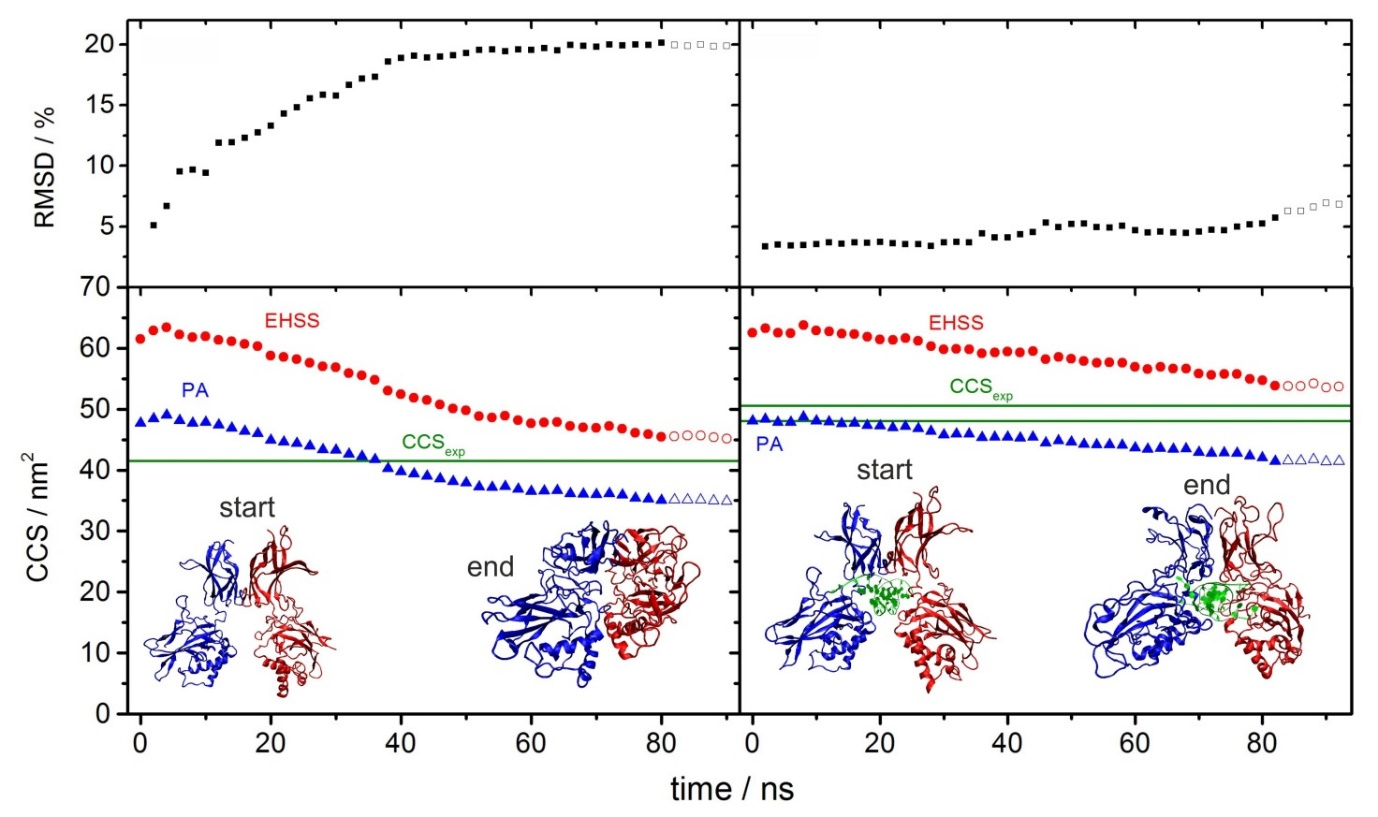 20
15
10
5
RMSD / %
70
60
50
40
30
20
10
0
CCS / nm²
EHSS
PA
CCSexp
start
end
EHSS
CCSexp
PA
start
end
0 20 40 60 80
0 20 40 60 80
time / ns